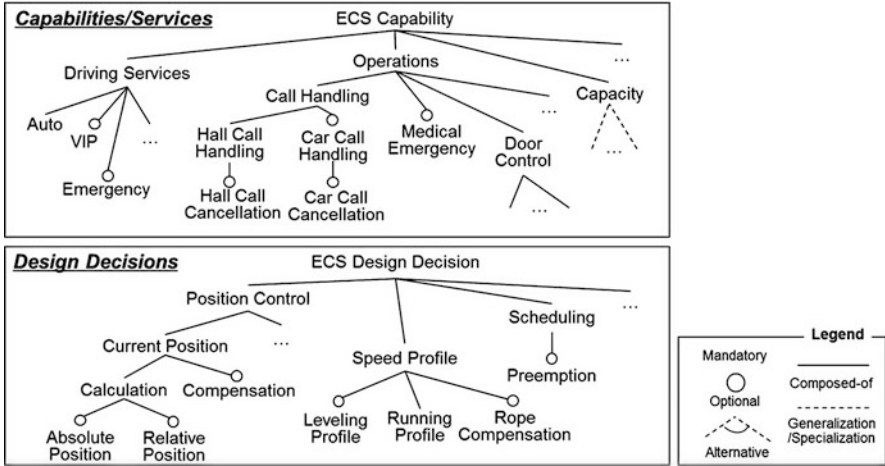 Capabilities/Services
ECS Capability
...
Driving Services
Operations
Capacity
Call Handling
...
Auto
VIP
...
Emergency
Hall Call
Handling
Car Call
Handling
Medical
Emergency
Door
Control
...
Hall Call
Cancellation
Car Call
Cancellation
...
Design Decisions
ECS Design Decision
Position Control
...
Scheduling
Current Position
...
Speed Profile
Preemption
Calculation
Compensation
Leveling
Profile
Running
Profile
Rope
Compensation
Absolute
Position
Relative
Position
Legend
Mandatory
Optional
Alternative
Composed-of
Generalization
/Specialization